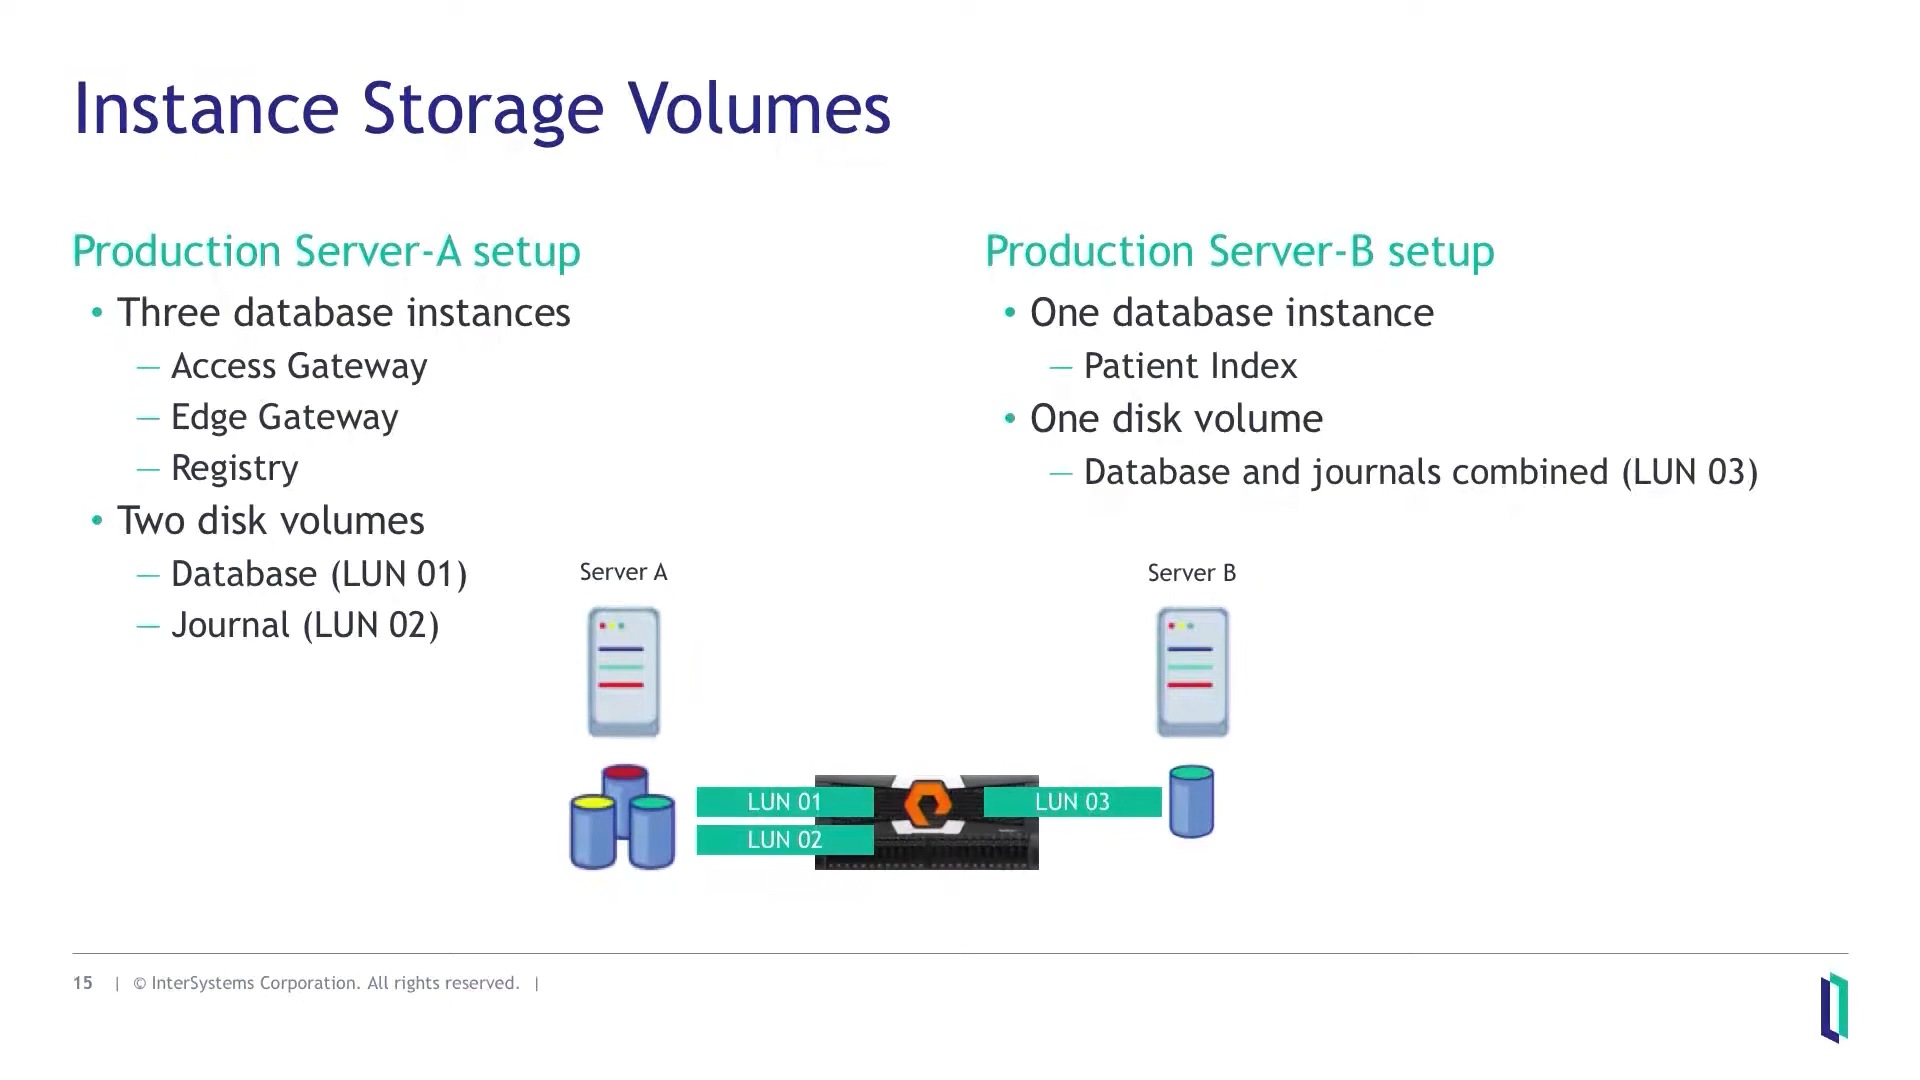 Instance Storage Volumes
Production Server-A setup
• Three database instances
— Access Gateway
— Edge Gateway
— Registry
• Two disk volumes
— Database (LUN 01)
— Journal (LUN 02)
Production Server-B setup
• One database instance
— Patient Index
• One disk volume
— Database and journals combined (LUN 03)
Server A
Server B
LUN 01
LUN 02
LUN 03
15 | © InterSystems Corporation. All rights reserved. |